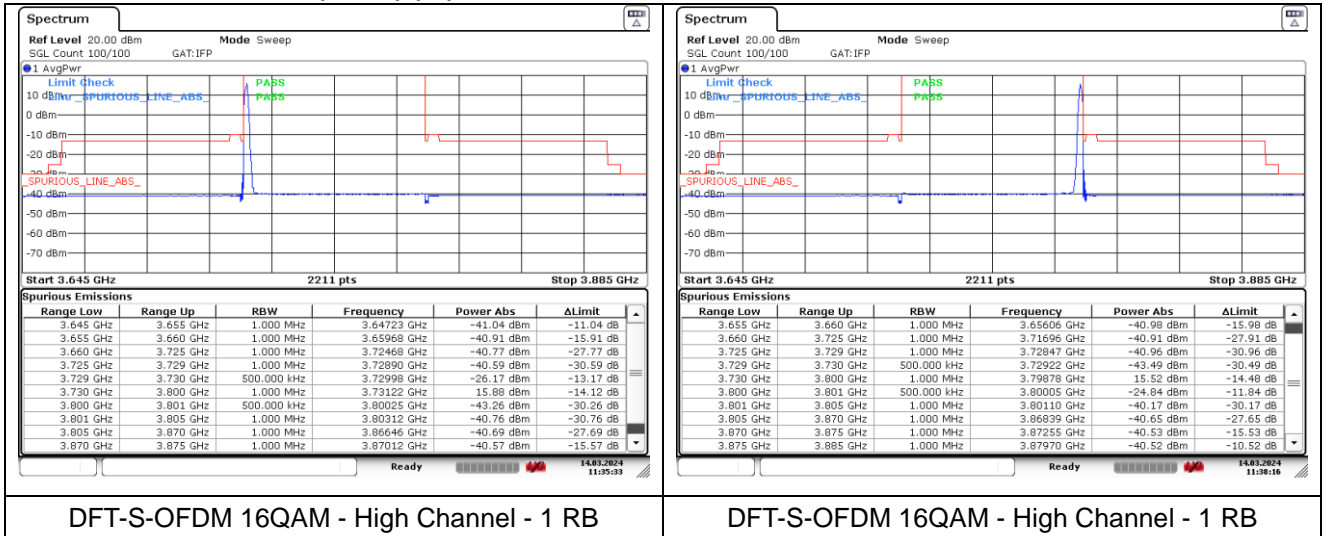 Spectrum
Ref Level 20.00 dBm Mode Sweep
SGL Count 100/100 GAT:IFP
1 AvgPwr
Limit Check PASS
10 dBm Line _SPURIOUS_LINE_ABS_ PASS
0 dBm
-10 dBm
-20 dBm
-30 dBm
_SPURIOUS_LINE_ABS_
-40 dBm
-50 dBm
-60 dBm
-70 dBm
Start 3.645 GHz 2211 pts Stop 3.885 GHz
Spurious Emissions
Range Low Range Up RBW Frequency Power Abs ΔLimit
3.645 GHz 3.655 GHz 1.000 MHz 3.64723 GHz -41.04 dBm -11.04 dB
3.655 GHz 3.660 GHz 1.000 MHz 3.65968 GHz -40.91 dBm -15.91 dB
3.660 GHz 3.725 GHz 1.000 MHz 3.72468 GHz -40.77 dBm -27.77 dB
3.725 GHz 3.729 GHz 1.000 MHz 3.72890 GHz -40.59 dBm -30.59 dB
3.729 GHz 3.730 GHz 500.000 kHz 3.72998 GHz -26.17 dBm -13.17 dB
3.730 GHz 3.800 GHz 1.000 MHz 3.73122 GHz 15.88 dBm -14.12 dB
3.800 GHz 3.801 GHz 500.000 kHz 3.80025 GHz -43.26 dBm -30.26 dB
3.801 GHz 3.805 GHz 1.000 MHz 3.80312 GHz -40.76 dBm -30.76 dB
3.805 GHz 3.870 GHz 1.000 MHz 3.86646 GHz -40.69 dBm -27.69 dB
3.870 GHz 3.875 GHz 1.000 MHz 3.87012 GHz -40.57 dBm -15.57 dB
Ready 14.03.2024
11:35:33
DFT-S-OFDM 16QAM - High Channel - 1 RB
Spectrum
Ref Level 20.00 dBm Mode Sweep
SGL Count 100/100 GAT:IFP
1 AvgPwr
Limit Check PASS
10 dBm Line _SPURIOUS_LINE_ABS_ PASS
0 dBm
-10 dBm
-20 dBm
-30 dBm
_SPURIOUS_LINE_ABS_
-40 dBm
-50 dBm
-60 dBm
-70 dBm
Start 3.645 GHz 2211 pts Stop 3.885 GHz
Spurious Emissions
Range Low Range Up RBW Frequency Power Abs ΔLimit
3.655 GHz 3.660 GHz 1.000 MHz 3.65606 GHz -40.98 dBm -15.98 dB
3.660 GHz 3.725 GHz 1.000 MHz 3.71696 GHz -40.91 dBm -27.91 dB
3.725 GHz 3.729 GHz 1.000 MHz 3.72847 GHz -40.96 dBm -30.96 dB
3.729 GHz 3.730 GHz 500.000 kHz 3.72922 GHz -43.49 dBm -30.49 dB
3.730 GHz 3.800 GHz 1.000 MHz 3.79878 GHz 15.52 dBm -14.48 dB
3.800 GHz 3.801 GHz 500.000 kHz 3.80005 GHz -24.84 dBm -11.84 dB
3.801 GHz 3.805 GHz 1.000 MHz 3.80110 GHz -40.17 dBm -30.17 dB
3.805 GHz 3.870 GHz 1.000 MHz 3.86839 GHz -40.65 dBm -27.65 dB
3.870 GHz 3.875 GHz 1.000 MHz 3.87255 GHz -40.53 dBm -15.53 dB
3.875 GHz 3.885 GHz 1.000 MHz 3.87970 GHz -40.52 dBm -10.52 dB
Ready 14.03.2024
11:38:16
DFT-S-OFDM 16QAM - High Channel - 1 RB